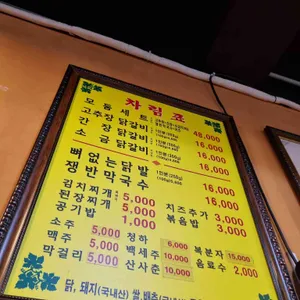 차림표
모듬세트 48,000
고추장 닭갈비 16,000
간장 닭갈비 16,000
소금 닭갈비 16,000
뼈없는닭발 16,000
쟁반막국수 16,000
김치찌개 5,000 치즈추가 3,000
된장찌개 5,000 볶음밥 3,000
공기밥 1,000
소주 5,000 청하 6,000 복분자 15,000
맥주 5,000 백세주 10,000 음료수 2,000
막걸리 5,000 산사춘 10,000
닭, 돼지(국내산) 쌀, 배추(국내산)